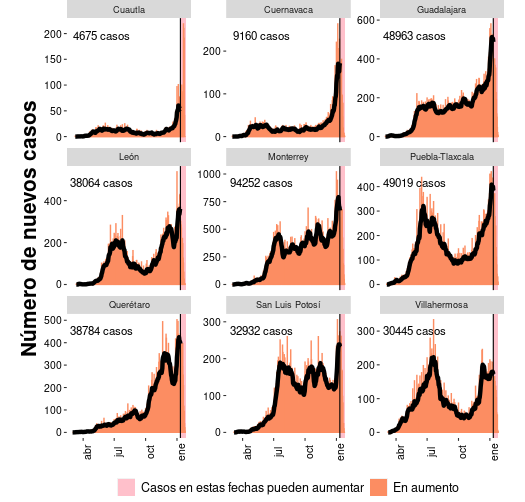 Cuautla Cuernavaca Guadalajara
4675 casos 9160 casos 48963 casos
200 150 100 50 0
200 100 0
600 400 200 0
León Monterrey Puebla-Tlaxcala
38064 casos 94252 casos 49019 casos
400 200 0
1000 750 500 250 0
400 300 200 100 0
Querétaro San Luis Potosí Villahermosa
38784 casos 32932 casos 30445 casos
500 400 300 200 100 0
300 200 100 0
300 200 100 0
abr jul oct ene abr jul oct ene abr jul oct ene
Número de nuevos casos
Casos en estas fechas pueden aumentar En aumento